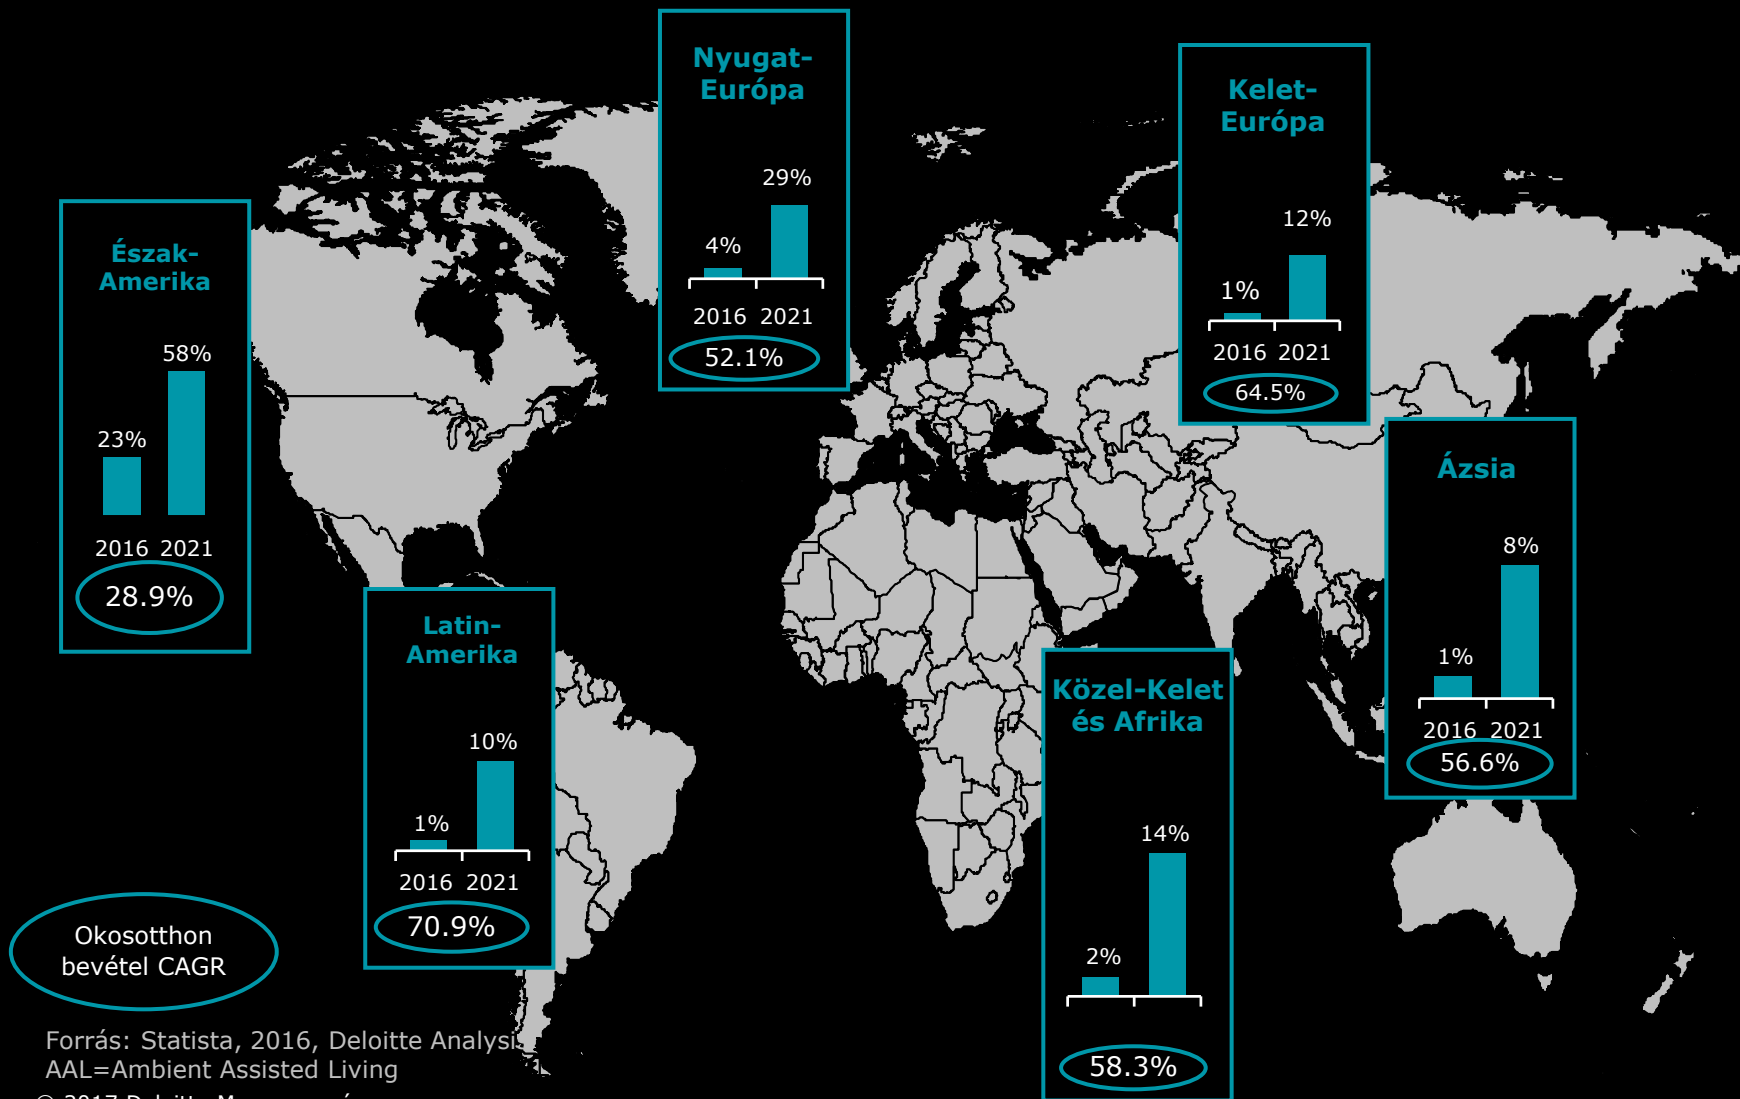 Nyugat-
Európa
29%
4%
2016 2021
52.1%
Kelet-
Európa
12%
1%
2016 2021
64.5%
Észak-
Amerika
58%
23%
2016 2021
28.9%
Ázsia
8%
1%
2016 2021
56.6%
Latin-
Amerika
10%
1%
2016 2021
70.9%
Közel-Kelet
és Afrika
14%
2%
58.3%
Okosotthon
bevétel CAGR
Forrás: Statista, 2016, Deloitte Analysi
AAL=Ambient Assisted Living
© 2017 Deloitte